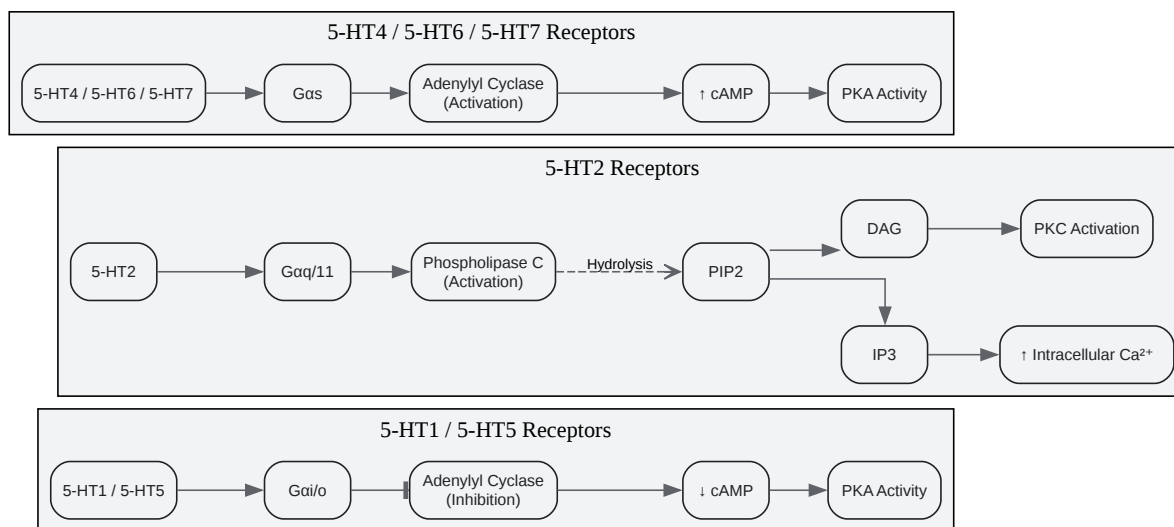 5-HT4 / 5-HT6 / 5-HT7 Receptors
5-HT4 / 5-HT6 / 5-HT7
Gαs
Adenylyl Cyclase
(Activation)
↑ cAMP
PKA Activity
5-HT2 Receptors
5-HT2
Gαq/11
Phospholipase C
(Activation)
Hydrolysis
PIP2
DAG
PKC Activation
IP3
↑ Intracellular Ca²⁺
5-HT1 / 5-HT5 Receptors
5-HT1 / 5-HT5
Gαi/o
Adenylyl Cyclase
(Inhibition)
↓ cAMP
PKA Activity